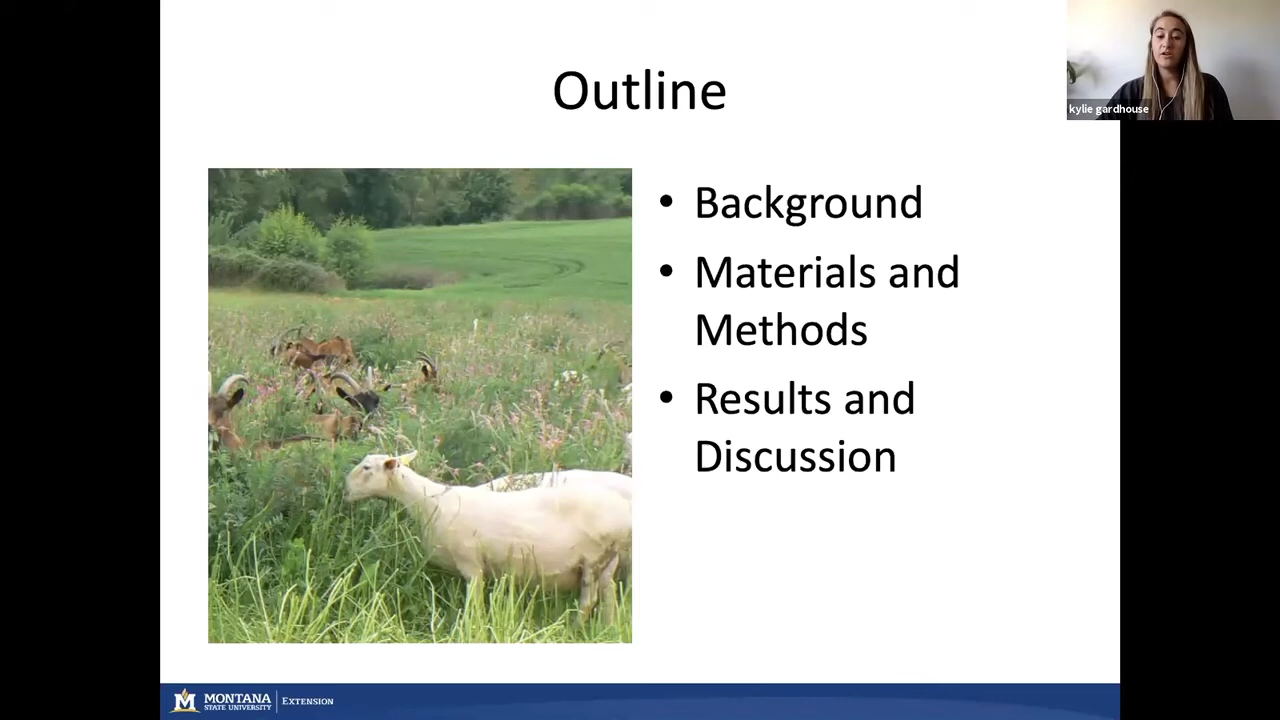 Outline
kylie gardhouse
• Background
• Materials and
Methods
• Results and
Discussion
M MONTANA
STATE UNIVERSITY
EXTENSION